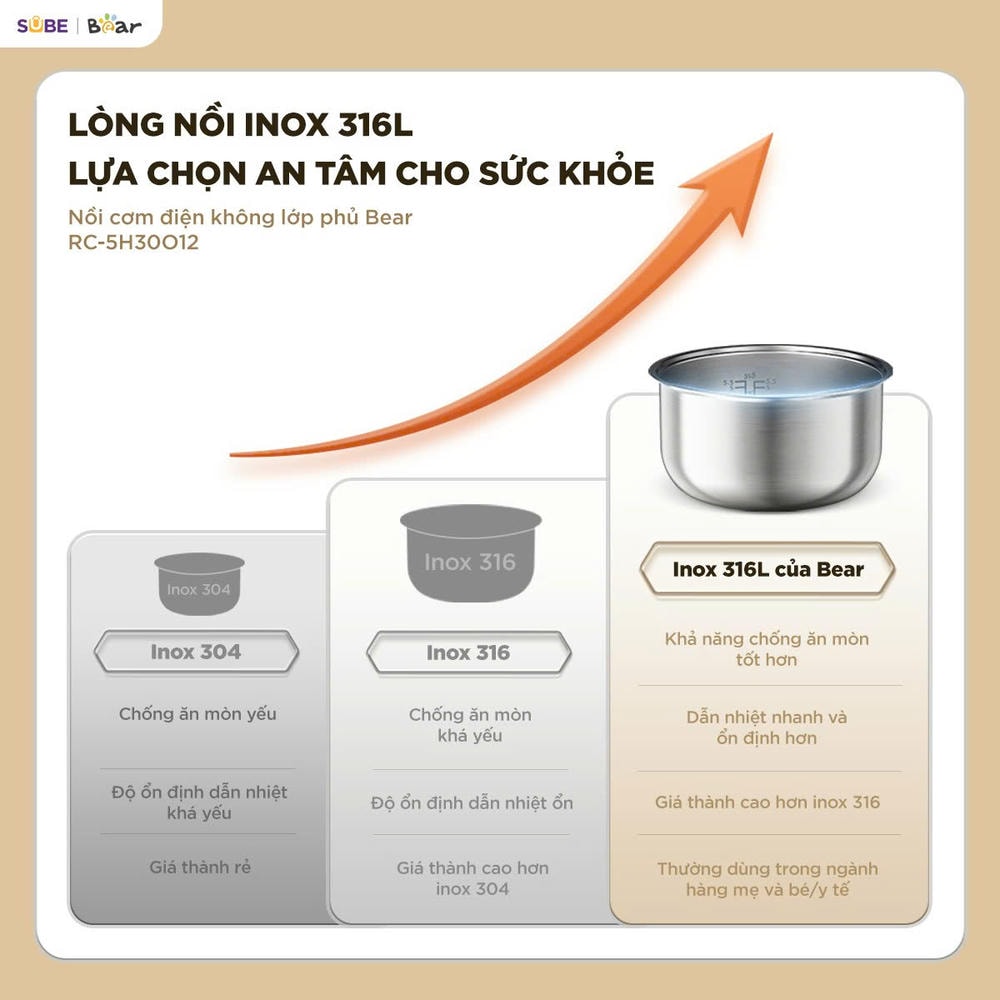 SUBE | Bear
LÒNG NỒI INOX 316L
LỰA CHỌN AN TÂM CHO SỨC KHỎE
Nồi cơm điện không lớp phủ Bear
RC-5H30O12
Inox 304
Inox 304
Chống ăn mòn yếu
Độ ổn định dẫn nhiệt
khá yếu
Giá thành rẻ
Inox 316
Inox 316
Chống ăn mòn
khá yếu
Độ ổn định dẫn nhiệt ổn
Giá thành cao hơn
inox 304
Inox 316L của Bear
Khả năng chống ăn mòn
tốt hơn
Dẫn nhiệt nhanh và
ổn định hơn
Giá thành cao hơn inox 316
Thường dùng trong ngành
hàng mẹ và bé/y tế